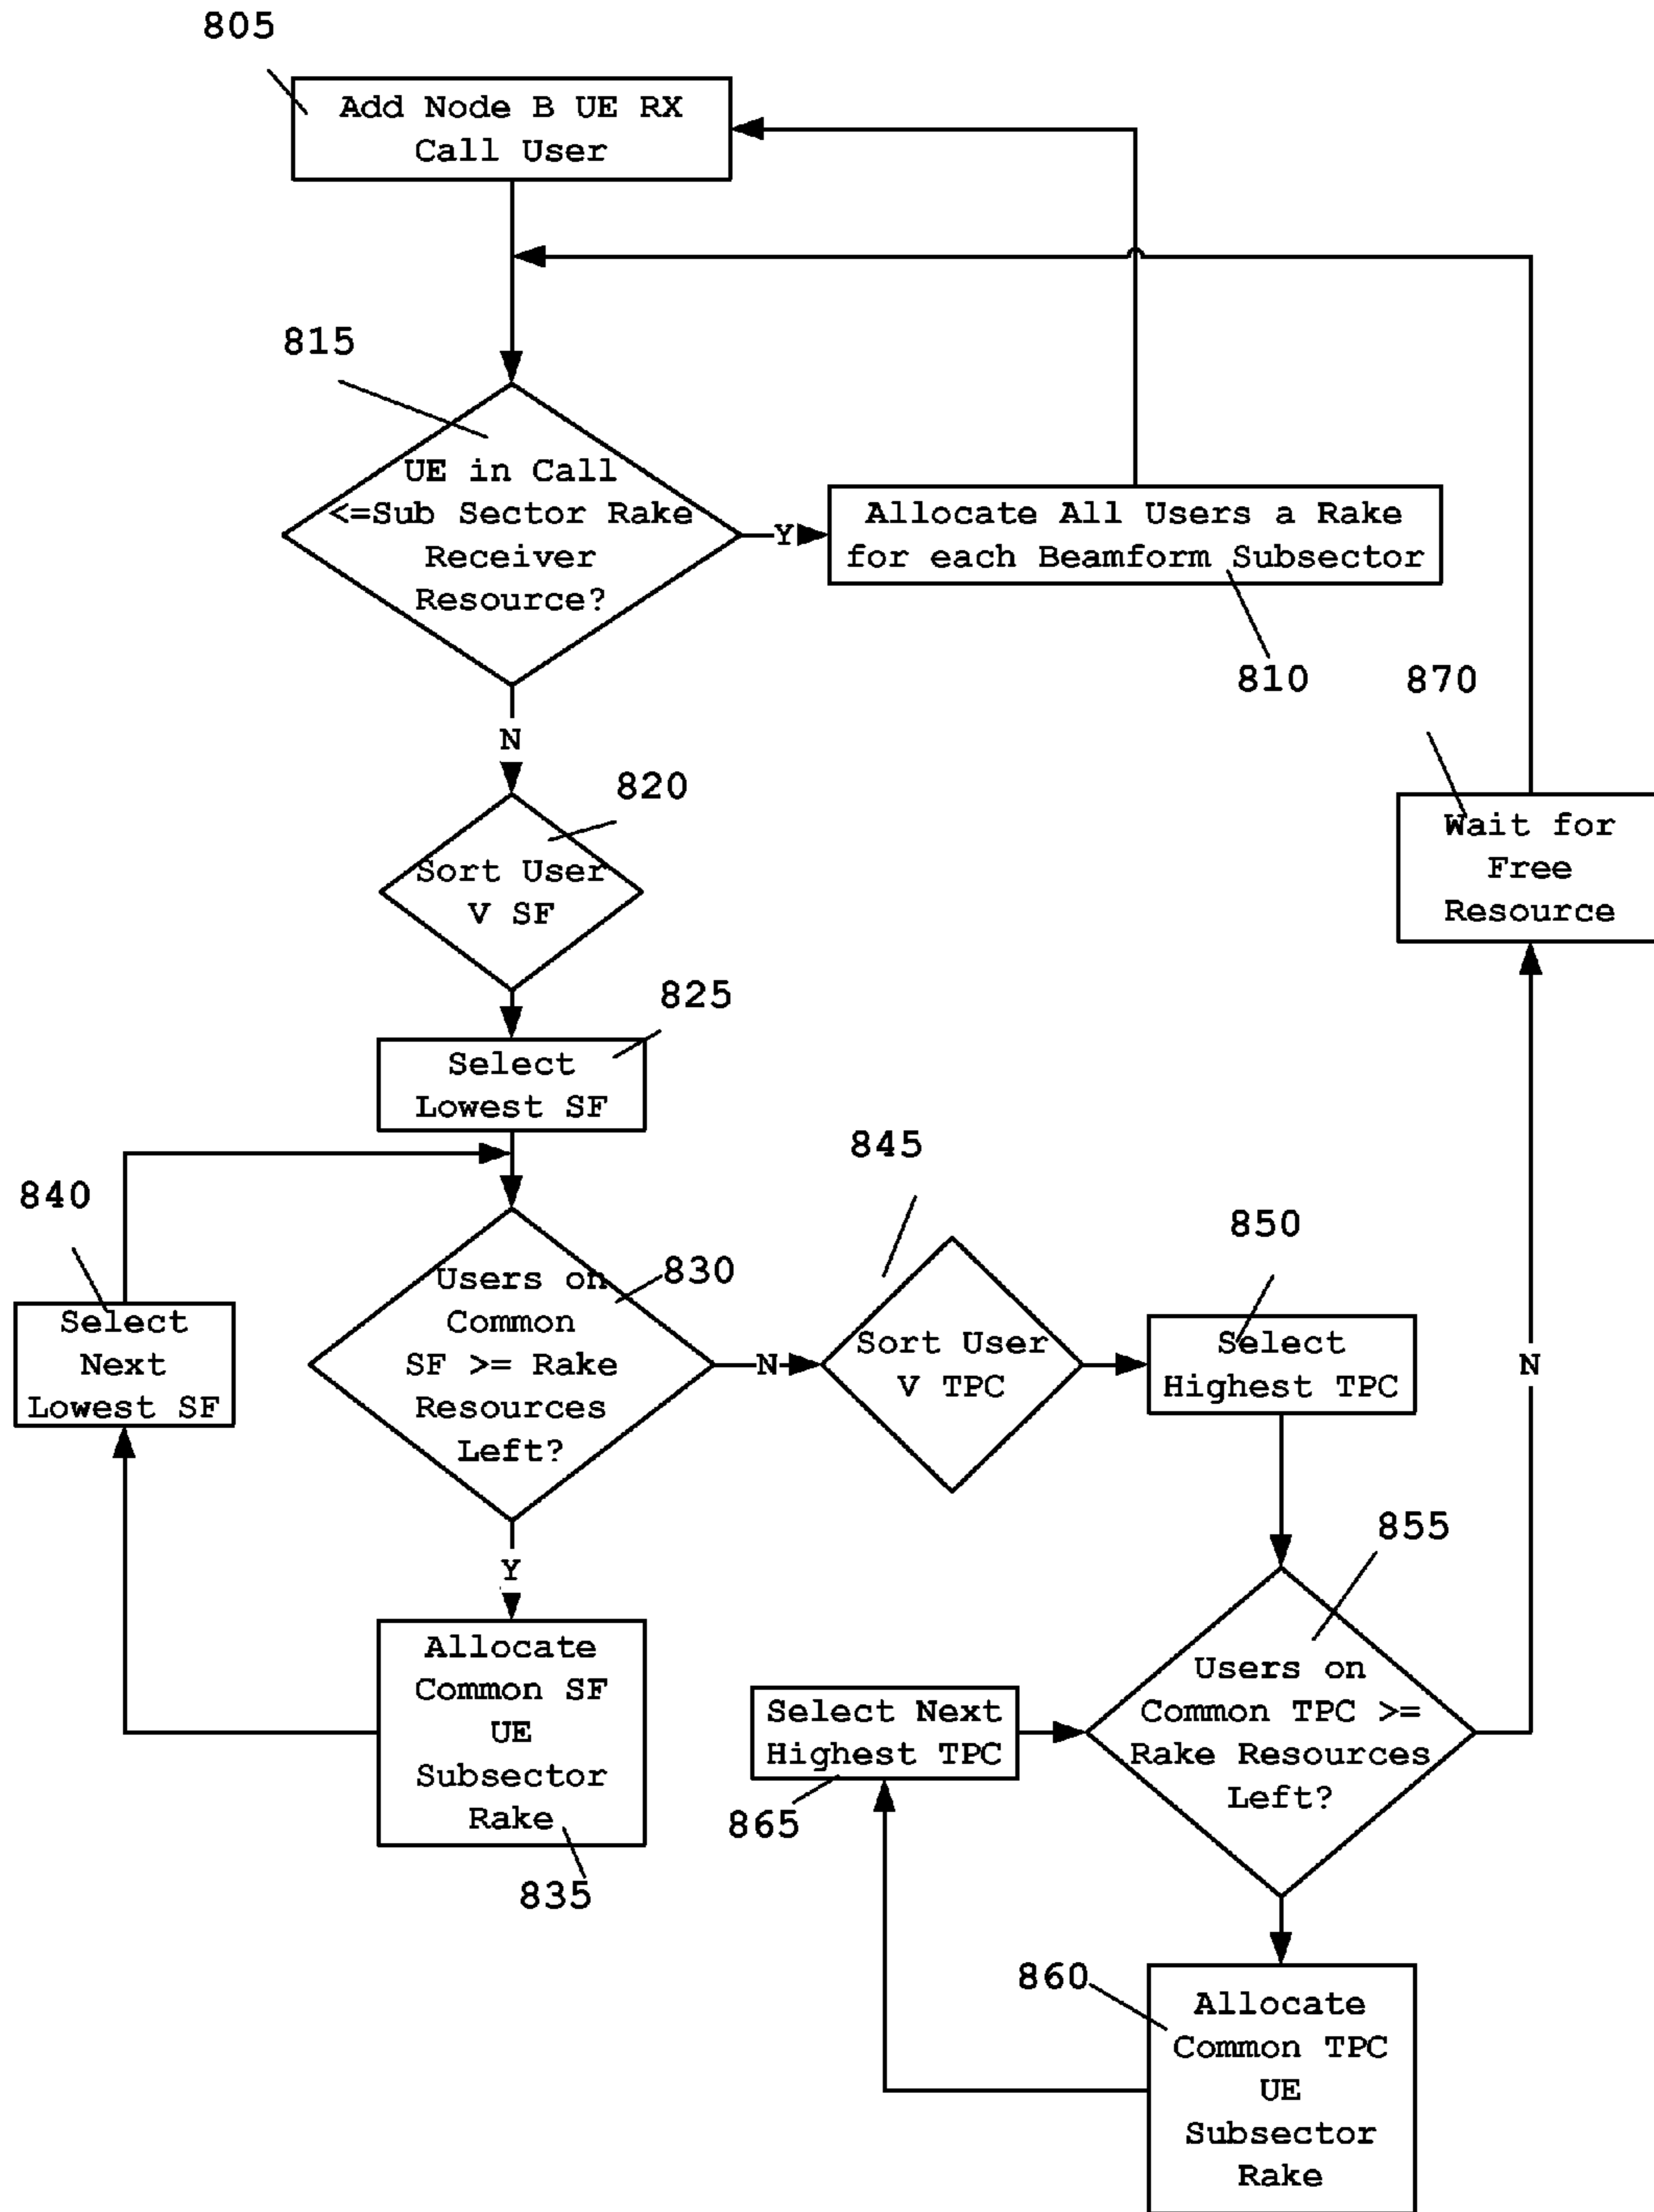 805
Add Node B UE RX
Call User
815
UE in Call
<=Sub Sector Rake
Receiver
Resource?
Y
Allocate All Users a Rake
for each Beamform Subsector
810
870
N
820
Sort User
V SF
Wait for
Free
Resource
825
Select
Lowest SF
840
845
850
830
Select
Next
Lowest SF
Users on
Common
SF >= Rake
Resources
Left?
N
Sort User
V TPC
Select
Highest TPC
N
855
Y
Allocate
Common SF
UE
Subsector
Rake
835
Select Next
Highest TPC
865
Users on
Common TPC >=
Rake Resources
Left?
860
Allocate
Common TPC
UE
Subsector
Rake